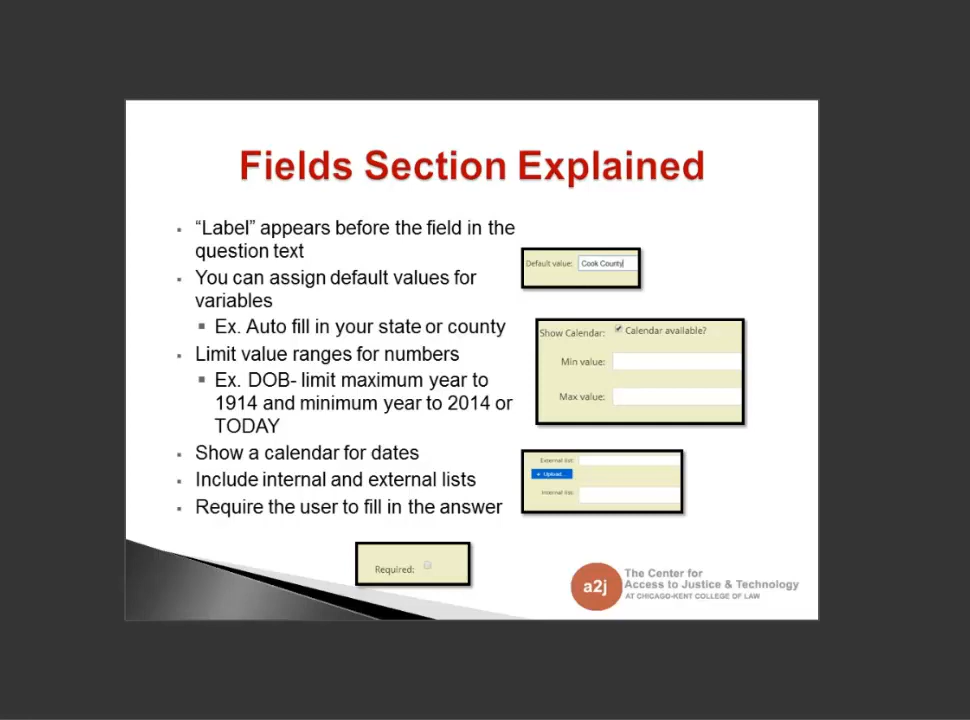 Fields Section Explained
“Label” appears before the field in the
question text
You can assign default values for
variables
Ex. Auto fill in your state or county
Limit value ranges for numbers
Ex. DOB- limit maximum year to
1914 and minimum year to 2014 or
TODAY
Show a calendar for dates
Include internal and external lists
Require the user to fill in the answer
Default value: Cook County
Show Calendar: Calendar available?
Min value:
Max value:
External list:
Upload...
Internal list:
Required:
a2j
The Center for
Access to Justice & Technology
AT CHICAGO-KENT COLLEGE OF LAW